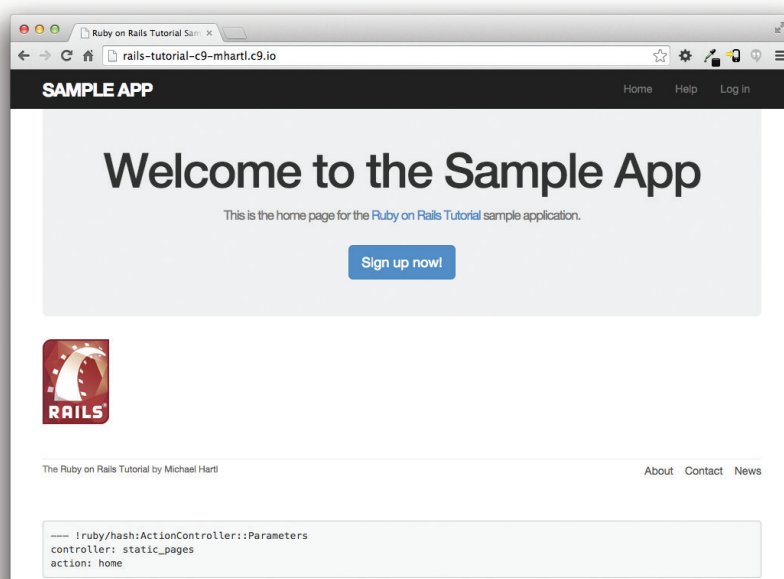 Ruby on Rails Tutorial Sam
rails-tutorial-c9-mhartl.c9.io
SAMPLE APP
Home Help Log in
Welcome to the Sample App
This is the home page for the Ruby on Rails Tutorial sample application.
Sign up now!
RAILS
The Ruby on Rails Tutorial by Michael Hartl
About Contact News
--- !ruby/hash:ActionController::Parameters
controller: static_pages
action: home